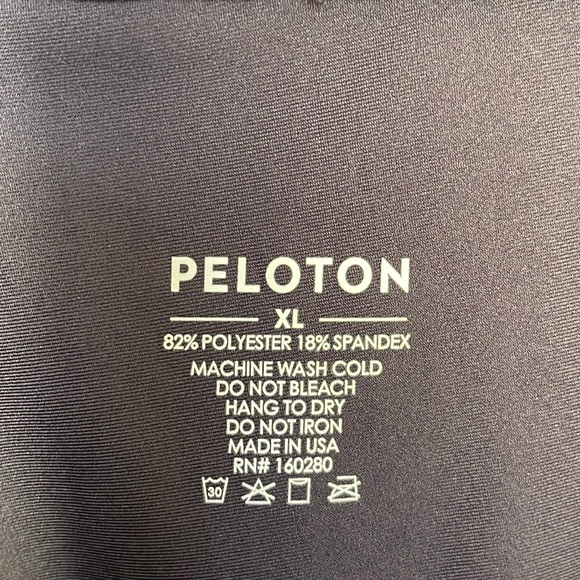 PELOTON
XL
82% POLYESTER 18% SPANDEX
MACHINE WASH COLD
DO NOT BLEACH
HANG TO DRY
DO NOT IRON
MADE IN USA
RN# 160280
30